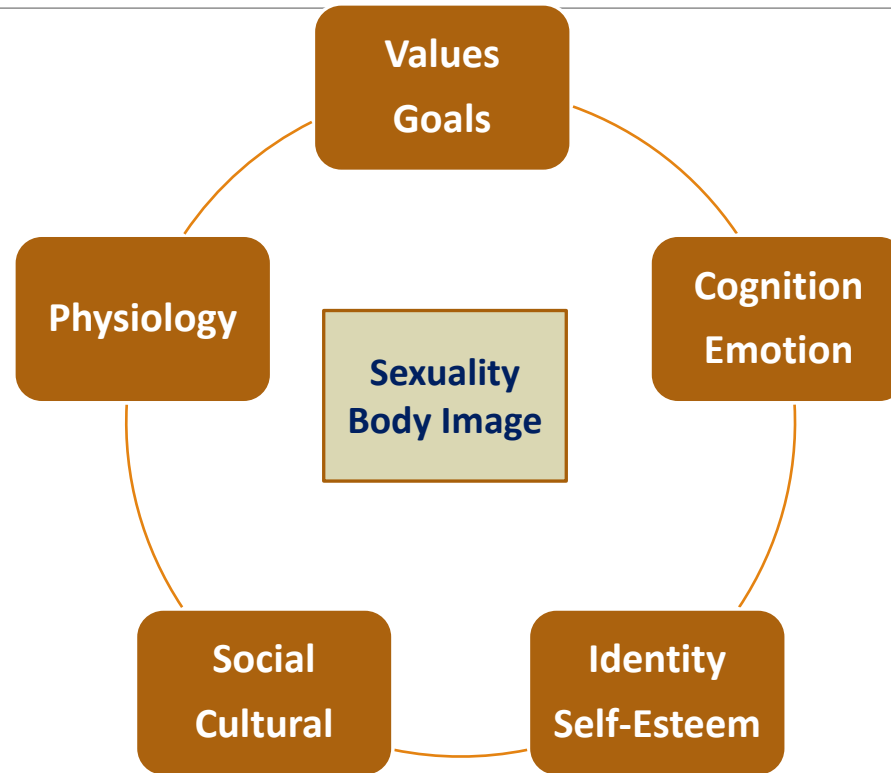 Values
Goals
Cognition
Emotion
Physiology
Sexuality
Body Image
Social
Cultural
Identity
Self-Esteem